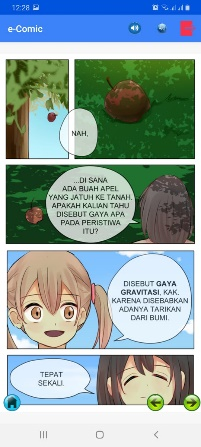 12:28
e-Comic
NAH,
...DI SANA
ADA BUAH APEL
YANG JATUH KE TANAH.
APAKAH KALIAN TAHU
DISEBUT GAYA APA
PADA PERISTIWA
ITU?
DISEBUT GAYA
GRAVITASI, KAK.
KARENA DISEBABKAN
ADANYA TARIKAN
DARI BUMI.
TEPAT
SEKALI.